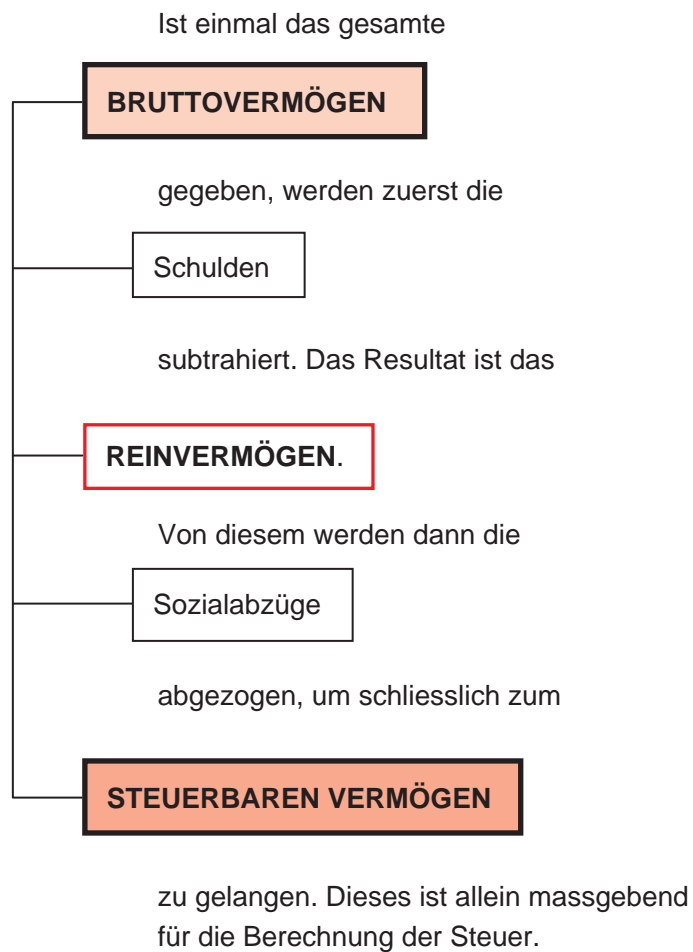 Ist einmal das gesamte
BRUTTOVERMÖGEN
gegeben, werden zuerst die
Schulden
subtrahiert. Das Resultat ist das
REINVERMÖGEN.
Von diesem werden dann die
Sozialabzüge
abgezogen, um schliesslich zum
STEUERBAREN VERMÖGEN
zu gelangen. Dieses ist allein massgebend
für die Berechnung der Steuer.